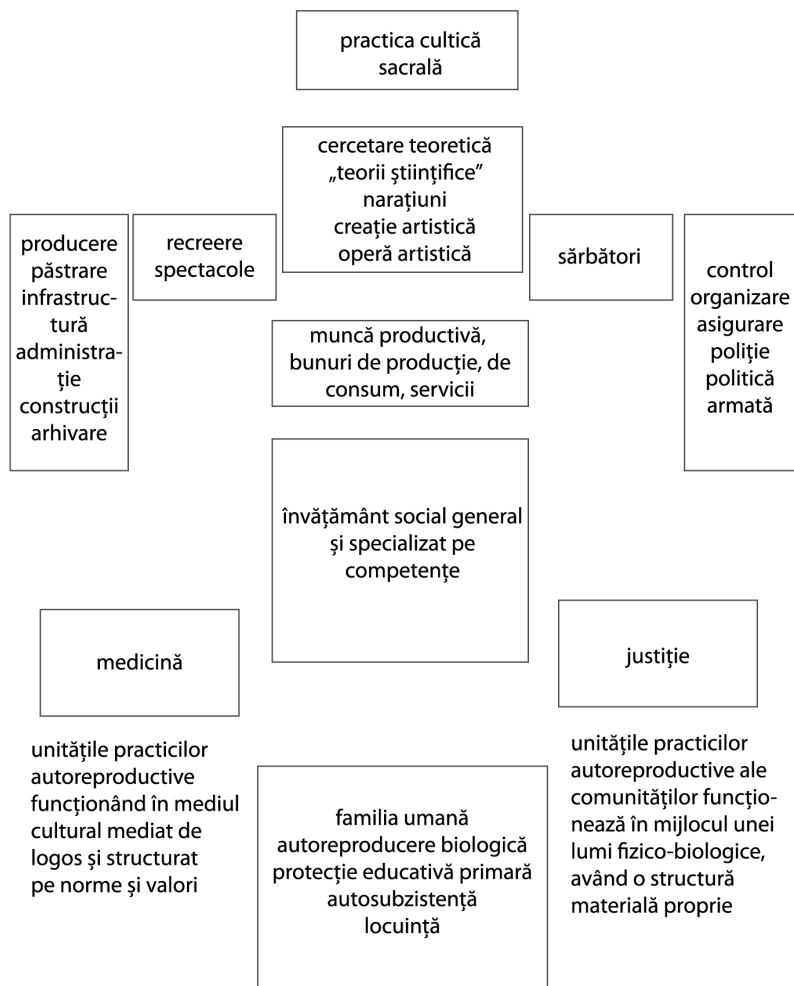 practica cultică
sacrală
cercetare teoretică
„teorii științifice”
narațiuni
creație artistică
operă artistică
producere
păstrare
infrastruc-
tură
administra-
ție
construcții
arhivare
recreere
spectacole
sărbători
control
organizare
asigurare
poliție
politică
armată
muncă productivă,
bunuri de producție, de
consum, servicii
învățământ social general
și specializat pe
competențe
medicină
justiție
unitățile practicilor
autoreproductive
funcționând în mediul
cultural mediat de
logos și structurat
pe norme și valori
familia umană
autoreproducere biologică
protecție educativă primară
autosubzistență
locuință
unitățile practicilor
autoreproductive ale
comunităților funcțio-
nează în mijlocul unei
lumi fizico-biologice,
având o structură
materială proprie